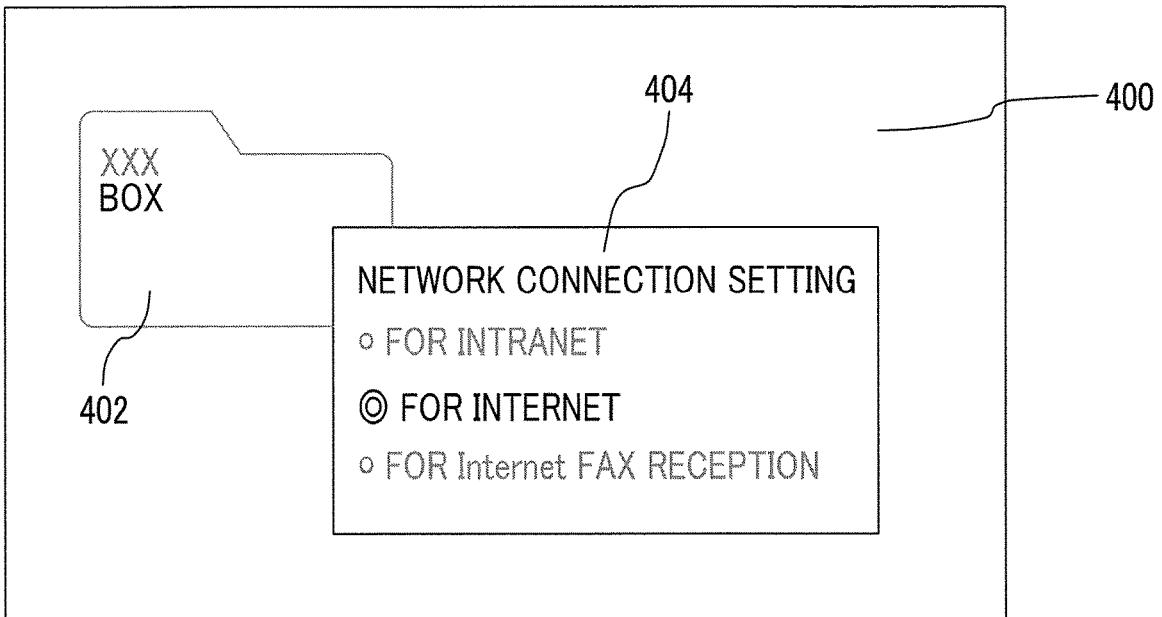 404
400
XXX
BOX
NETWORK CONNECTION SETTING
FOR INTRANET
FOR INTERNET
FOR Internet FAX RECEPTION
402